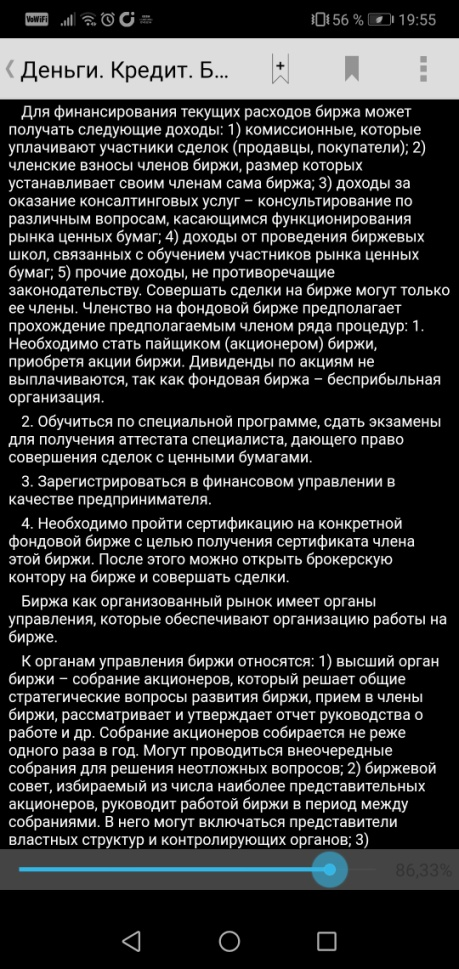 VoWiFi
56 %
19:55
Деньги. Кредит. Б...
Для финансирования текущих расходов биржа может
получать следующие доходы: 1) комиссионные, которые
уплачивают участники сделок (продавцы, покупатели); 2)
членские взносы членов биржи, размер которых
устанавливает своим членам сама биржа; 3) доходы за
оказание консалтинговых услуг – консультирование по
различным вопросам, касающимся функционирования
рынка ценных бумаг; 4) доходы от проведения биржевых
школ, связанных с обучением участников рынка ценных
бумаг; 5) прочие доходы, не противоречащие
законодательству. Совершать сделки на бирже могут только
ее члены. Членство на фондовой бирже предполагает
прохождение предполагаемым членом ряда процедур: 1.
Необходимо стать пайщиком (акционером) биржи,
приобретя акции биржи. Дивиденды по акциям не
выплачиваются, так как фондовая биржа – бесприбыльная
организация.
2. Обучиться по специальной программе, сдать экзамены
для получения аттестата специалиста, дающего право
совершения сделок с ценными бумагами.
3. Зарегистрироваться в финансовом управлении в
качестве предпринимателя.
4. Необходимо пройти сертификацию на конкретной
фондовой бирже с целью получения сертификата члена
этой биржи. После этого можно открыть брокерскую
контору на бирже и совершать сделки.
Биржа как организованный рынок имеет органы
управления, которые обеспечивают организацию работы на
бирже.
К органам управления биржи относятся: 1) высший орган
биржи – собрание акционеров, который решает общие
стратегические вопросы развития биржи, прием в члены
биржи, рассматривает и утверждает отчет руководства о
работе и др. Собрание акционеров собирается не реже
одного раза в год. Могут проводиться внеочередные
собрания для решения неотложных вопросов; 2) биржевой
совет, избираемый из числа наиболее представительных
акционеров, руководит работой биржи в период между
собраниями. В него могут включаться представители
властных структур и контролирующих органов; 3)
86,33%